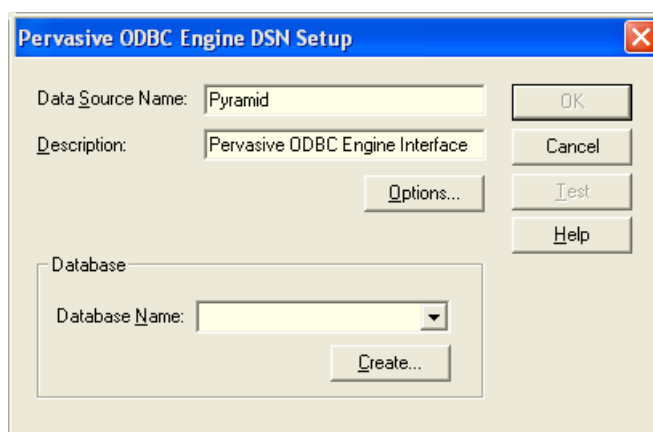 Pervasive ODBC Engine DSN Setup
Data Source Name: Pyramid OK
Description: Pervasive ODBC Engine Interface Cancel
Options... Test
Help
Database
Database Name:
Create...